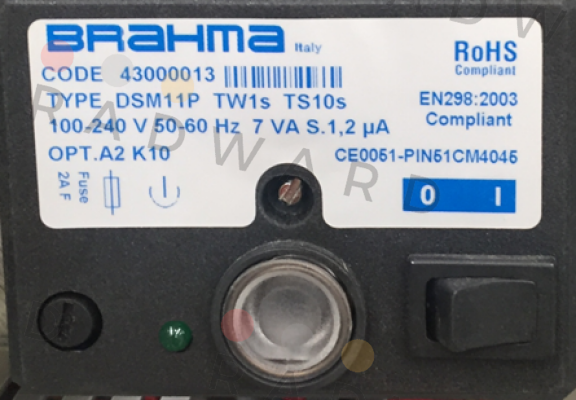 BRAHMA Italy
RoHS
Compliant
CODE 43000013
TYPE DSM11P TW1s TS10s
EN298:2003
Compliant
100-240 V 50-60 Hz 7 VA S.1,2 µA
OPT.A2 K10
CE0051-PIN51CM4045
Fuse
2A F
0 I
RADWARD